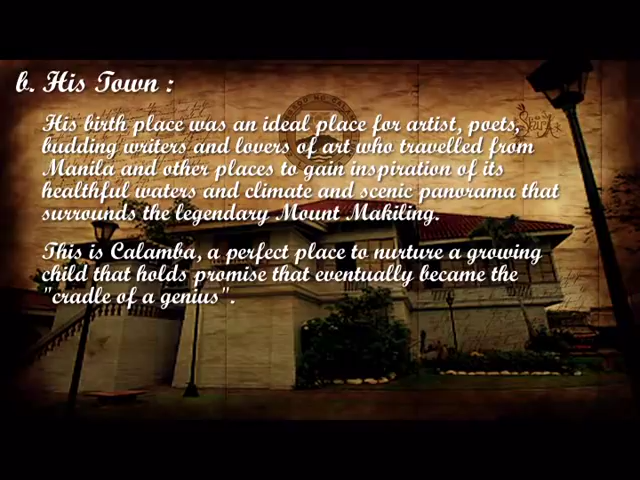 b. His Town :
His birth place was an ideal place for artist, poets,
budding writers and lovers of art who travelled from
Manila and other places to gain inspiration of its
healthful waters and climate and scenic panorama that
surrounds the legendary Mount Makiling.
This is Calamba, a perfect place to nurture a growing
child that holds promise that eventually became the
"cradle of a genius".